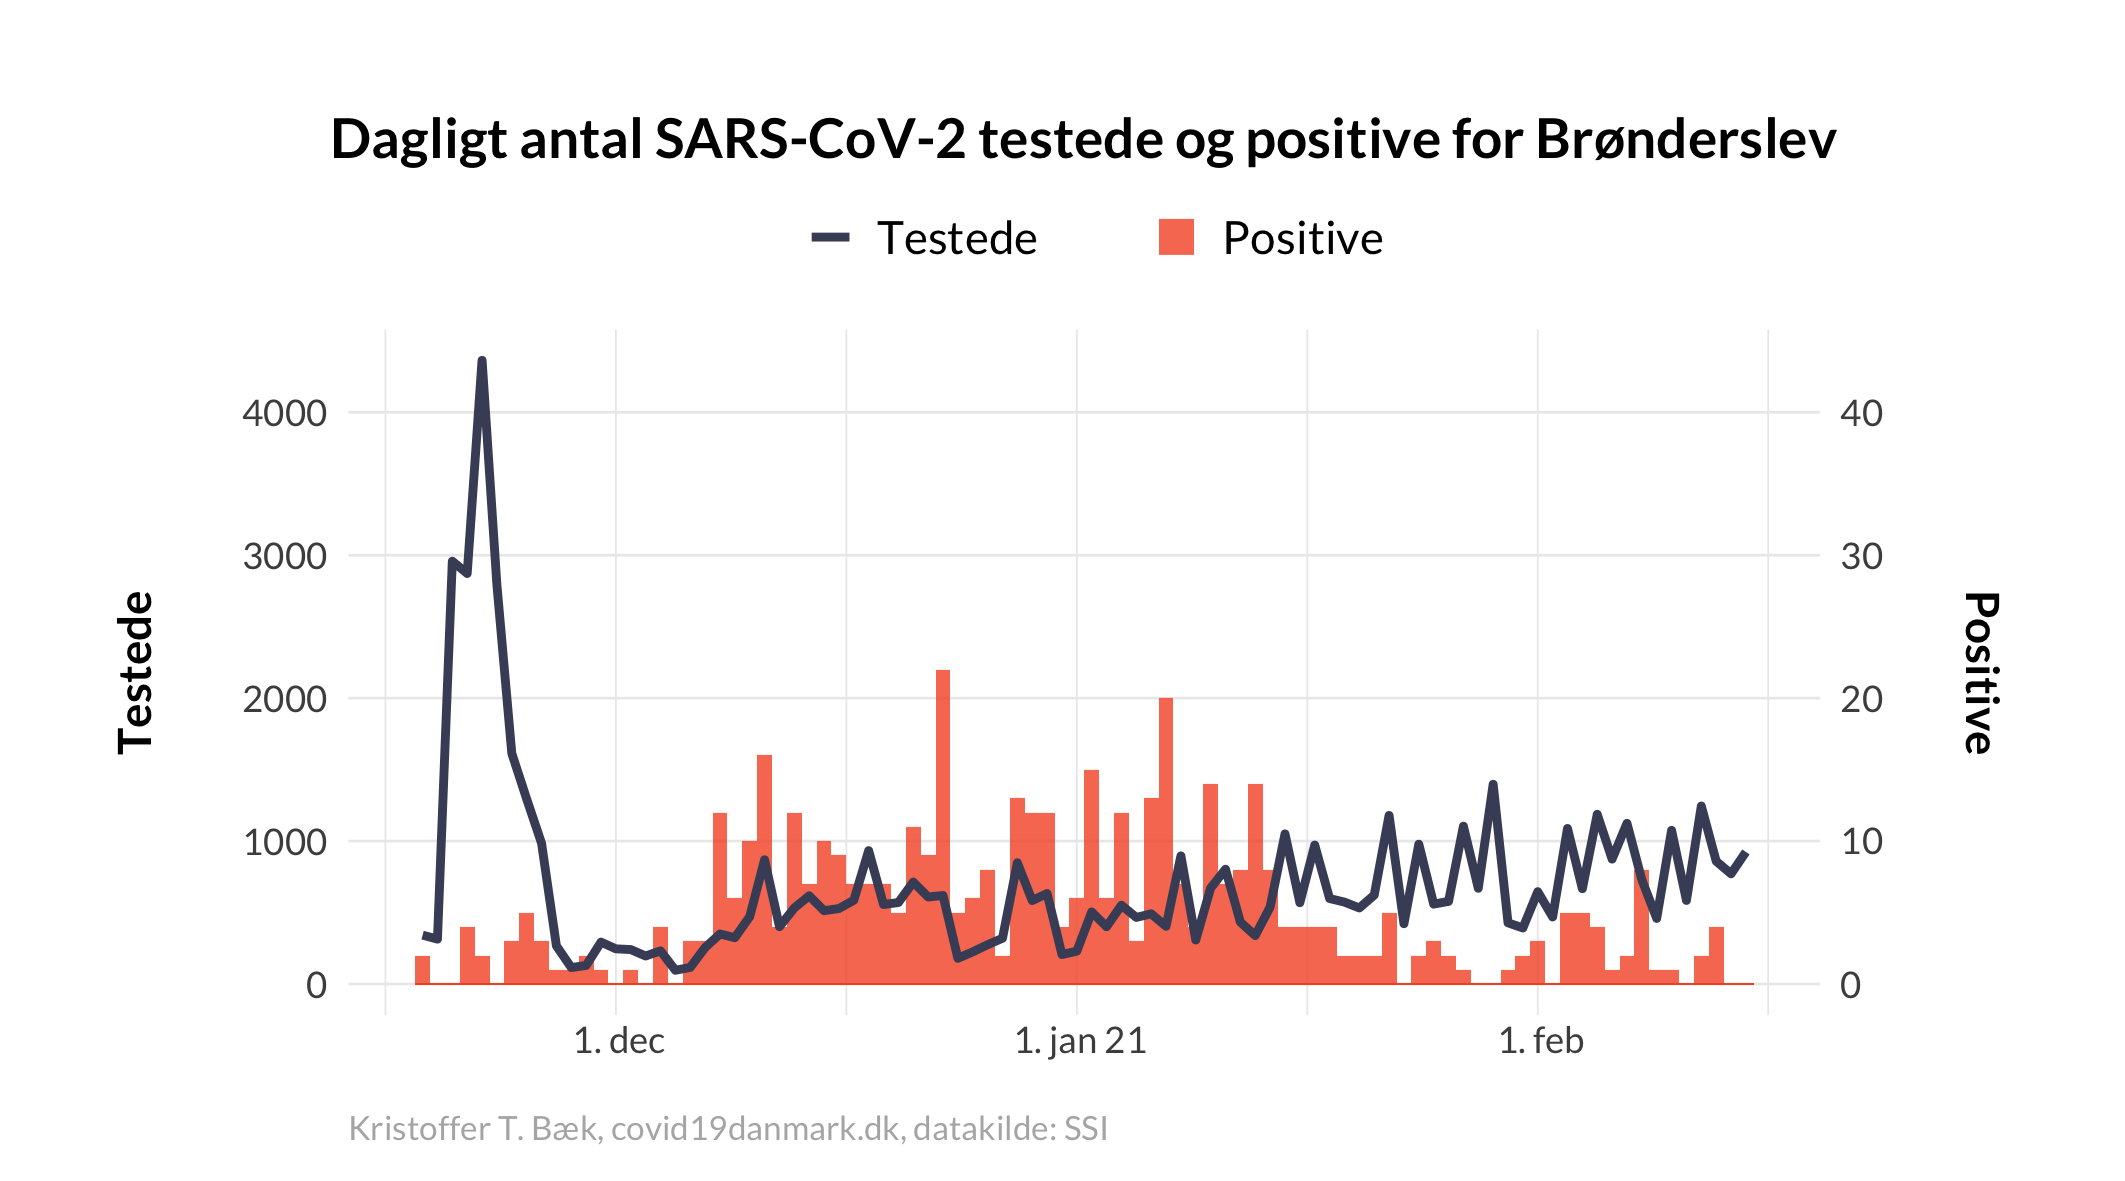 Dagligt antal SARS-CoV-2 testede og positive for Brønderslev
Testede
Positive
4000
3000
2000
1000
0
40
30
20
10
0
Testede
Positive
1. dec
1. jan 21
1. feb
Kristoffer T. Bæk, covid19danmark.dk, datakilde: SSI